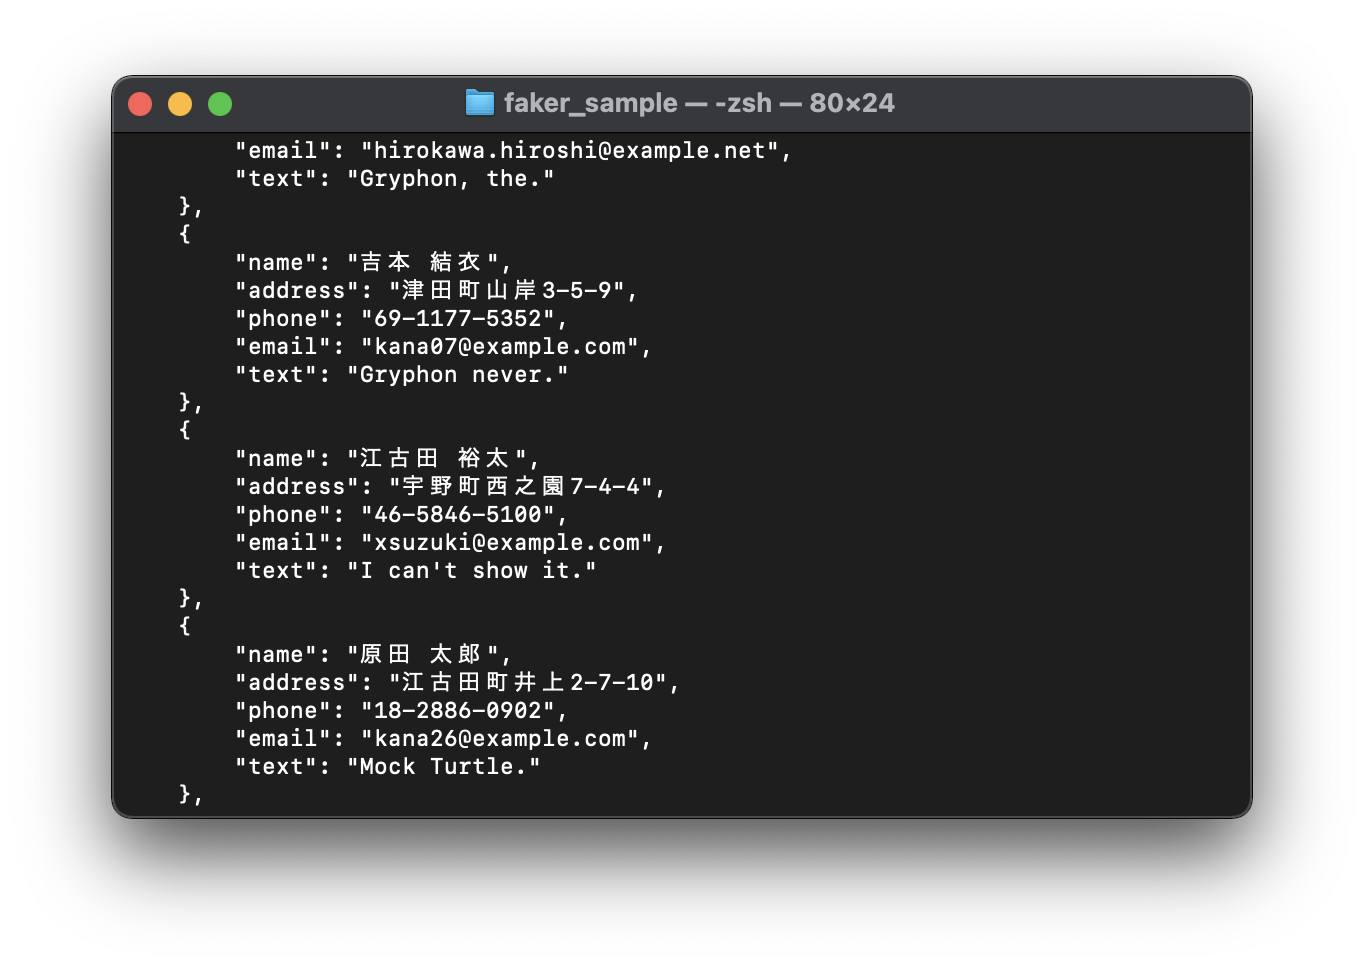 faker_sample — -zsh — 80×24
"email": "hirokawa.hiroshi@example.net",
"text": "Gryphon, the."
},
{
"name": "吉本 結衣",
"address": "津田町山岸3-5-9",
"phone": "69-1177-5352",
"email": "kana07@example.com",
"text": "Gryphon never."
},
{
"name": "江古田 裕太",
"address": "宇野町西之園7-4-4",
"phone": "46-5846-5100",
"email": "xsuzuki@example.com",
"text": "I can't show it."
},
{
"name": "原田 太郎",
"address": "江古田町井上2-7-10",
"phone": "18-2886-0902",
"email": "kana26@example.com",
"text": "Mock Turtle."
},